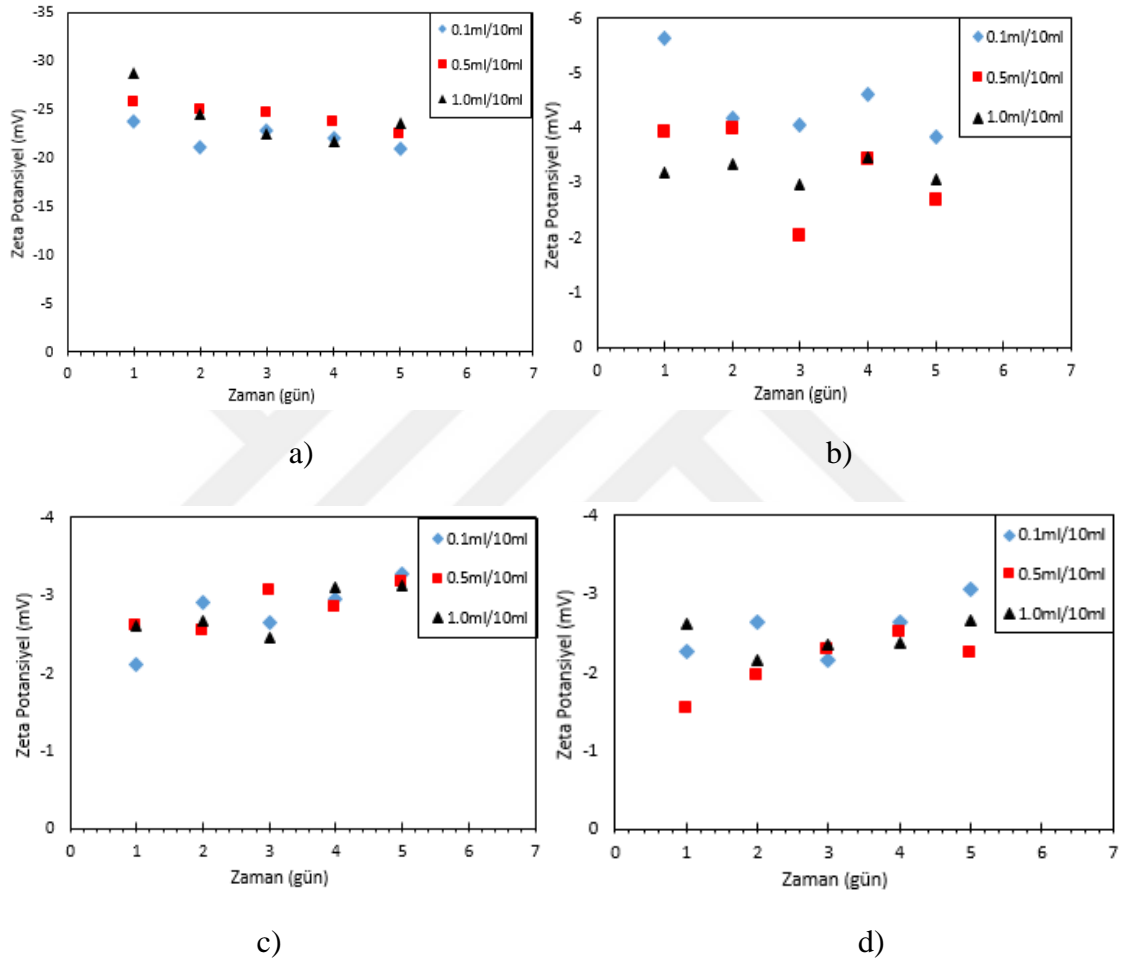 -35
-30
-25
-20
-15
-10
-5
0
Zeta Potansiyel (mV)
0 1 2 3 4 5 6 7
Zaman (gün)
0.1ml/10ml
0.5ml/10ml
1.0ml/10ml
a)
-6
-5
-4
-3
-2
-1
0
Zeta Potansiyel (mV)
0 1 2 3 4 5 6 7
Zaman (gün)
0.1ml/10ml
0.5ml/10ml
1.0ml/10ml
b)
-4
-3
-2
-1
0
Zeta Potansiyel (mV)
0 1 2 3 4 5 6 7
Zaman (gün)
0.1ml/10ml
0.5ml/10ml
1.0ml/10ml
c)
-4
-3
-2
-1
0
Zeta Potansiyel (mV)
0 1 2 3 4 5 6 7
Zaman (gün)
0.1ml/10ml
0.5ml/10ml
1.0ml/10ml
d)